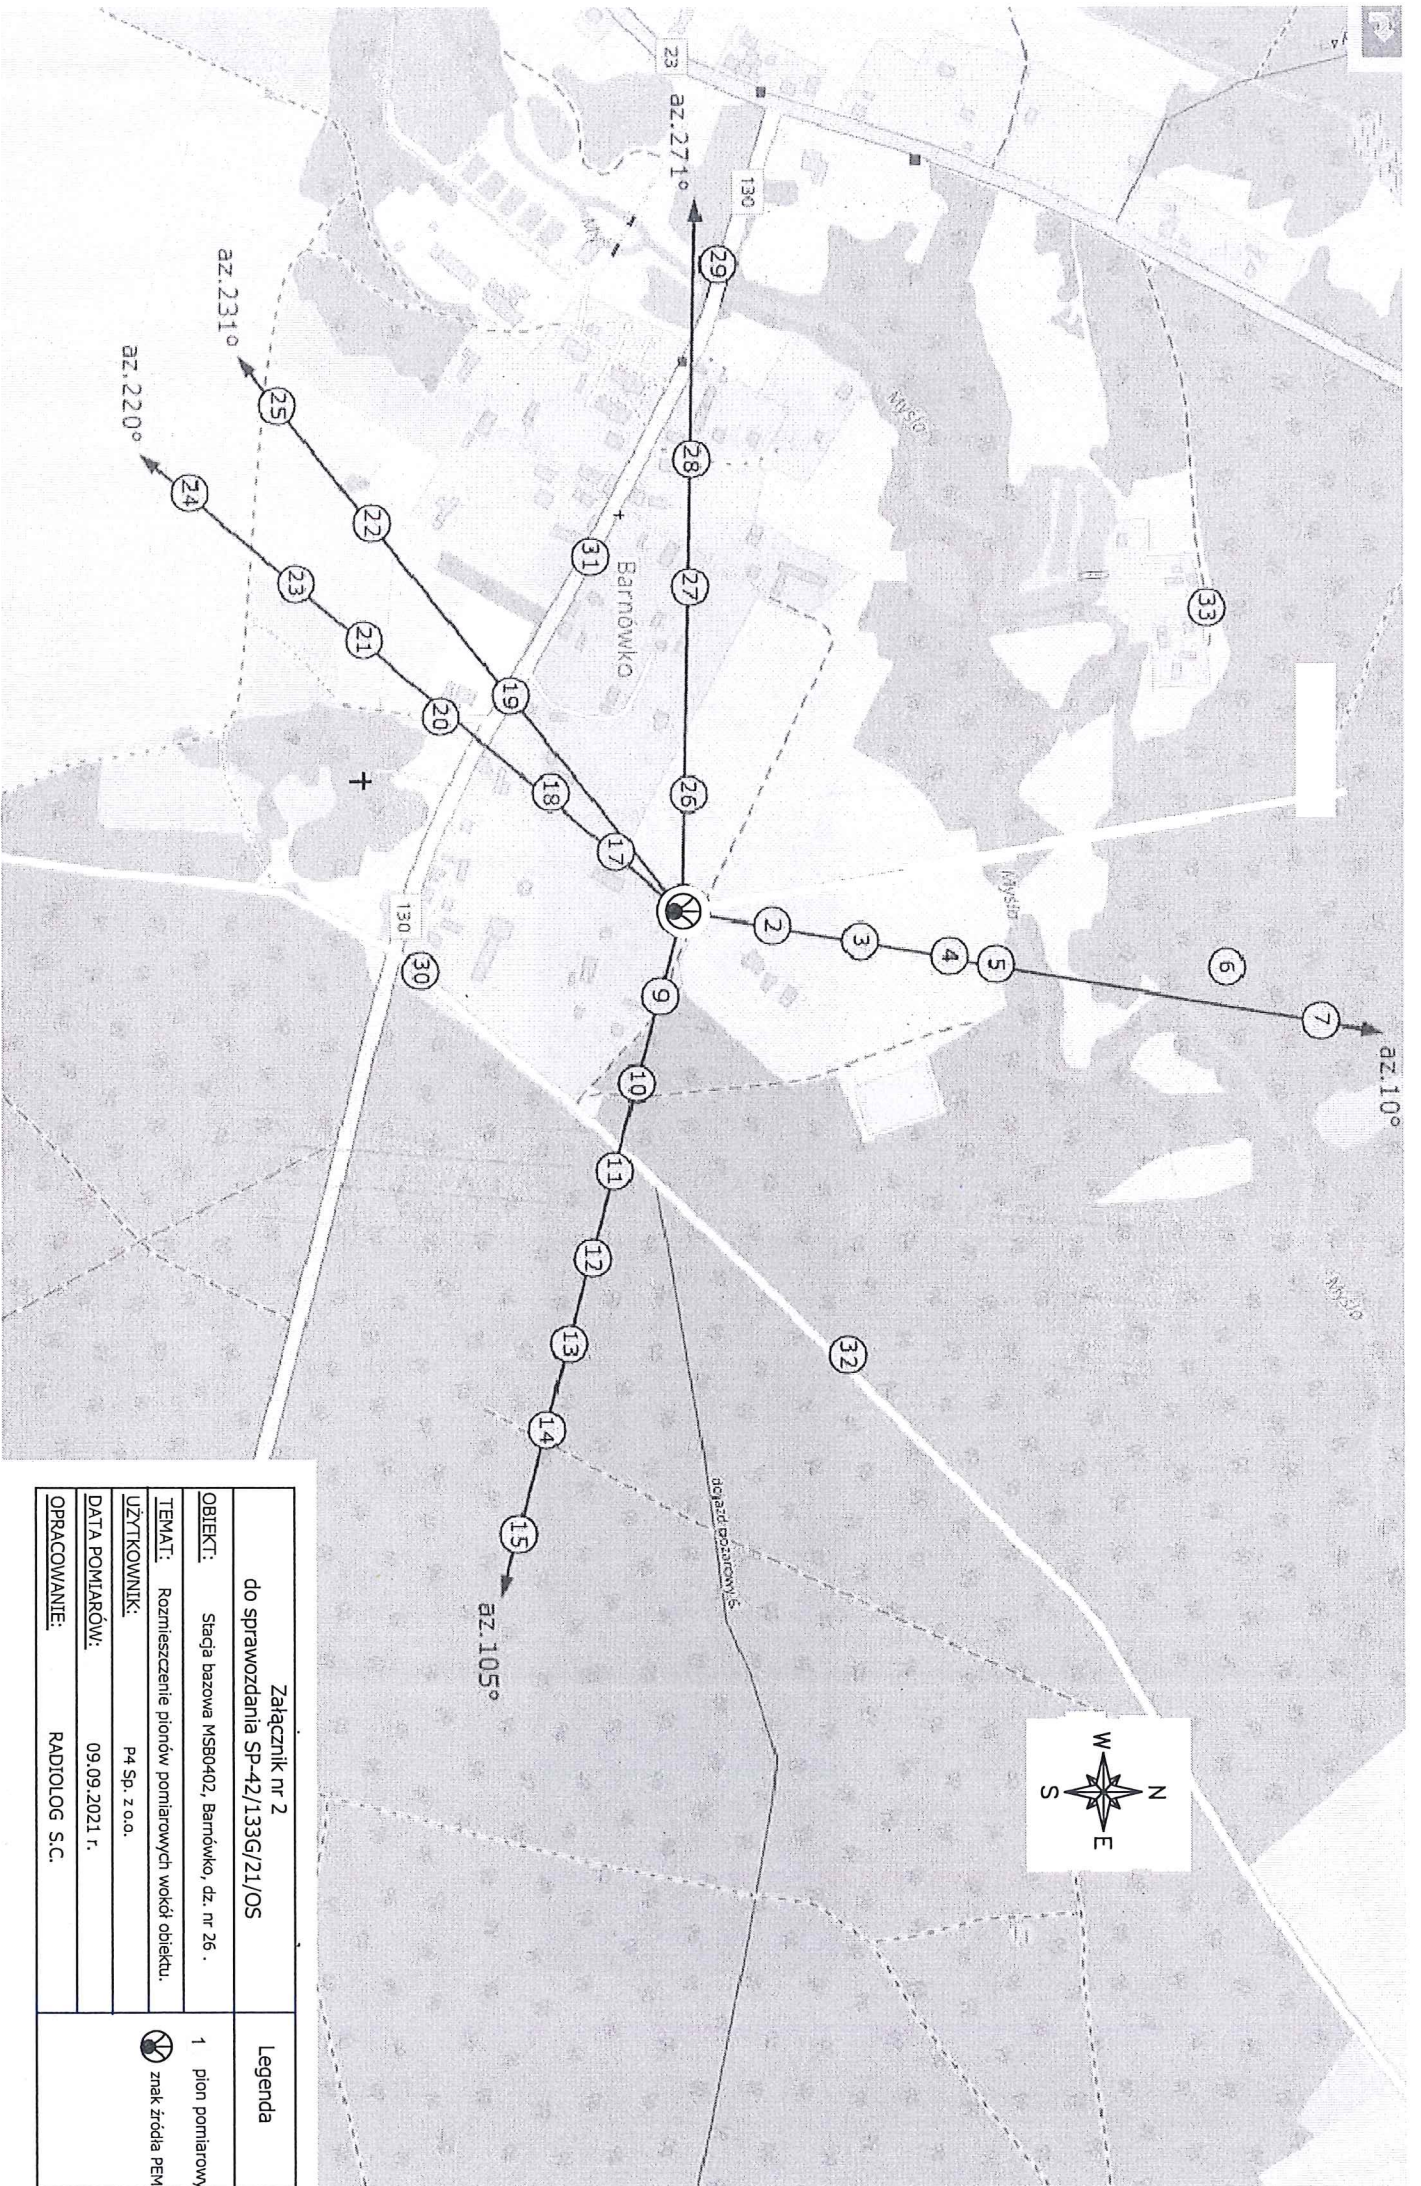 az.10°
7
6
33
5
4
3
2
32
Mysło
Mysło
Mysło
N
W
E
S
23
az.271°
130
29
28
27
26
31
Barnówko
9
10
11
12
13
14
15
az.105°
dojazd pożarowy 6
17
18
19
20
21
22
23
24
25
az.231°
az.220°
130
30
Załącznik nr 2
do sprawozdania SP-42/133G/21/OS
OBIEKT: Stacja bazowa MSB0402, Barnówko, dz. nr 26 .
TEMAT: Rozmieszczenie pionów pomiarowych wokół obiektu.
UŻYTKOWNIK: P4 Sp. z o.o.
DATA POMIARÓW: 09.09.2021 r.
OPRACOWANIE: RADIOLOG S.C.
Legenda
1 pion pomiarowy
znak źródła PEM